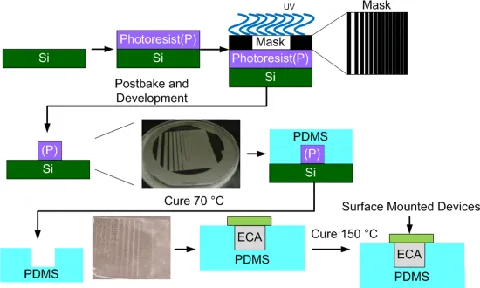 UV
Mask
Photoresist(P)
Mask
Si
Si
Photoresist(P)
Si
Postbake and
Development
(P)
Si
PDMS
(P)
Si
Cure 70 °C
Surface Mounted Devices
PDMS
ECA
PDMS
Cure 150 °C
ECA
PDMS